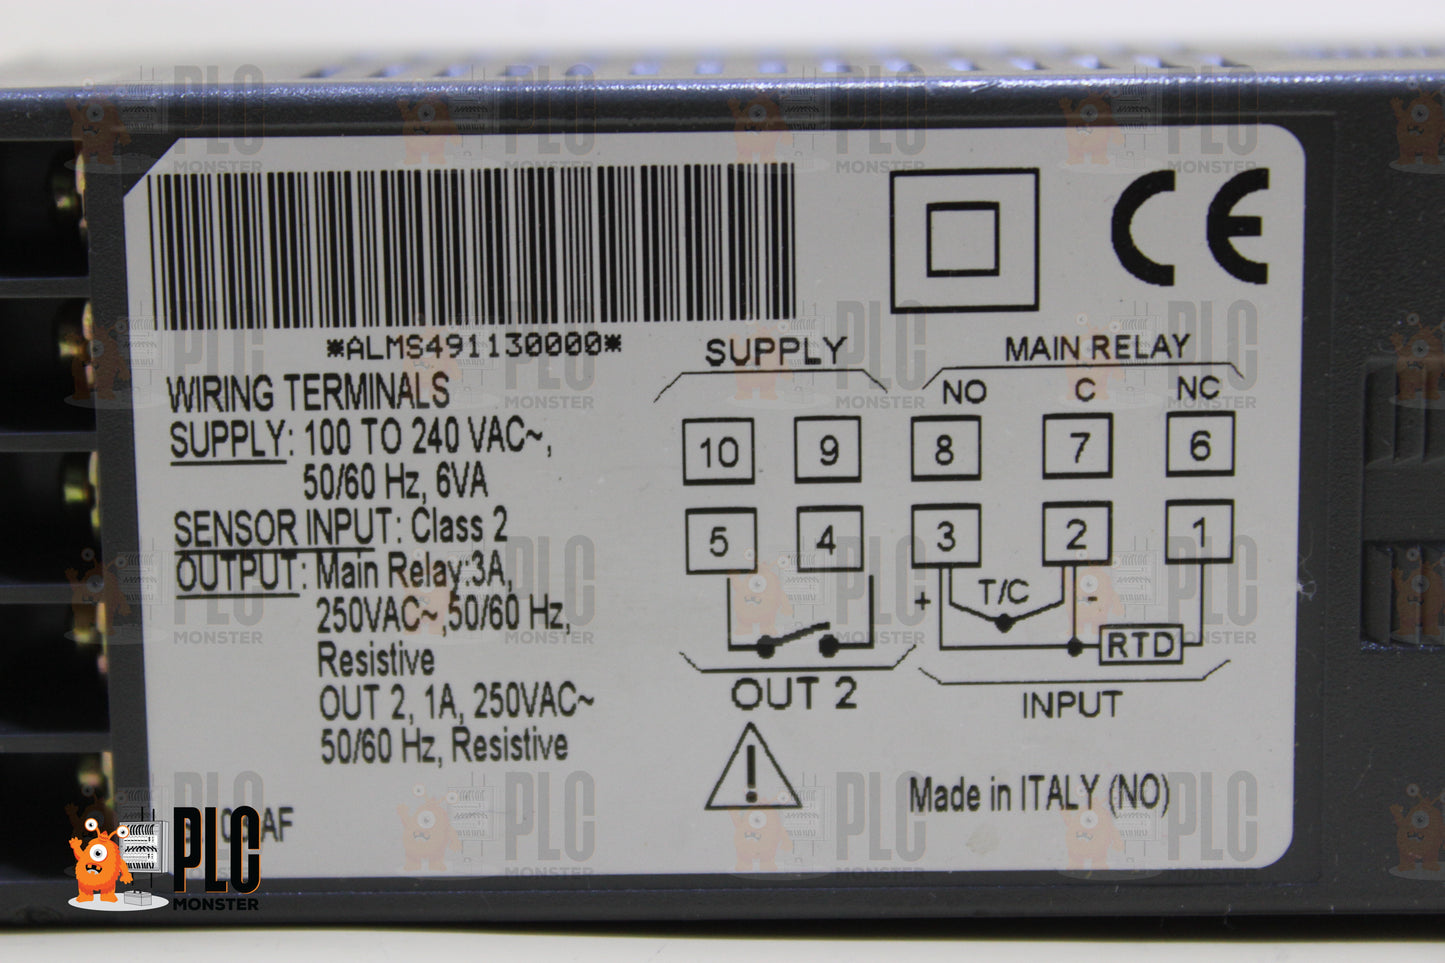 *ALMS491130000*
WIRING TERMINALS
SUPPLY: 100 TO 240 VAC~,
50/60 Hz, 6VA
SENSOR INPUT: Class 2
OUTPUT: Main Relay:3A,
250VAC~,50/60 Hz,
Resistive
OUT 2, 1A, 250VAC~
50/60 Hz, Resistive
AF
CE
SUPPLY
MAIN RELAY
NO C NC
10 9 8 7 6
5 4 3 2 1
+ T/C -
RTD
OUT 2
INPUT
!
Made in ITALY (NO)
PLC
MONSTER